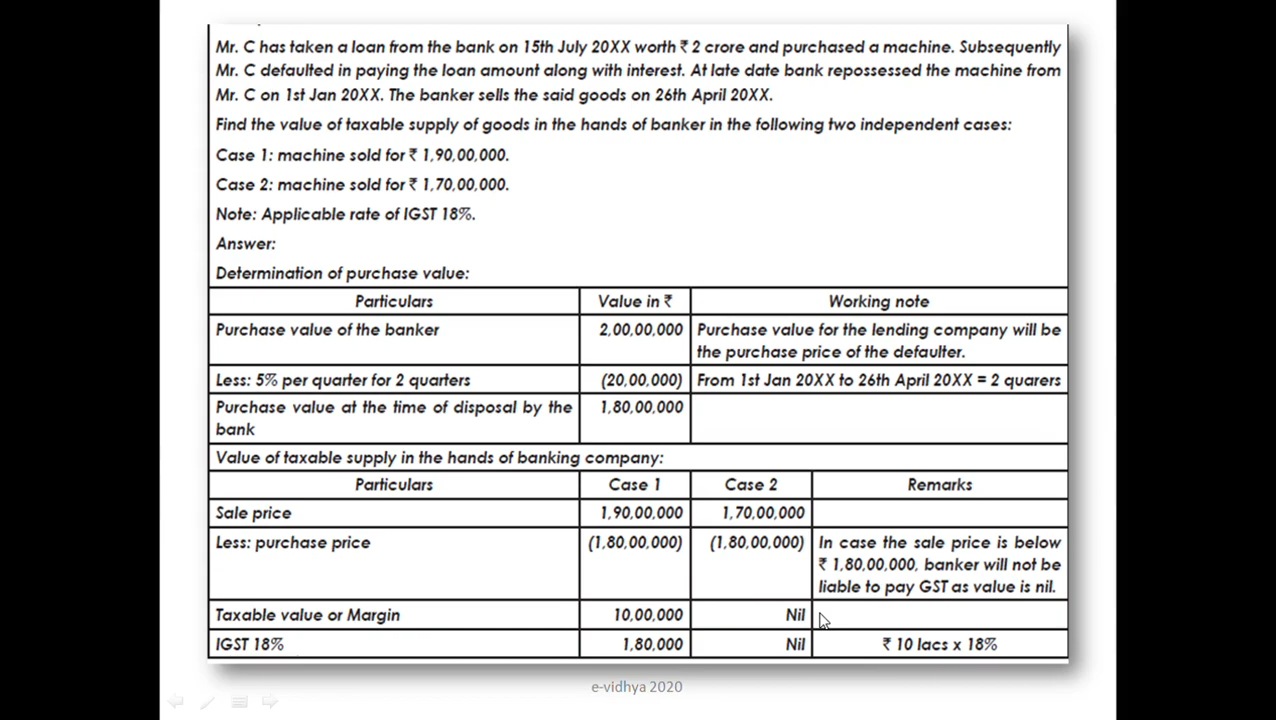 Mr. C has taken a loan from the bank on 15th July 20XX worth ₹ 2 crore and purchased a machine. Subsequently
Mr. C defaulted in paying the loan amount along with interest. At late date bank repossessed the machine from
Mr. C on 1st Jan 20XX. The banker sells the said goods on 26th April 20XX.
Find the value of taxable supply of goods in the hands of banker in the following two independent cases:
Case 1: machine sold for ₹ 1,90,00,000.
Case 2: machine sold for ₹ 1,70,00,000.
Note: Applicable rate of IGST 18%.
Answer:
Determination of purchase value:
Particulars Value in ₹ Working note
Purchase value of the banker 2,00,00,000 Purchase value for the lending company will be
the purchase price of the defaulter.
Less: 5% per quarter for 2 quarters (20,00,000) From 1st Jan 20XX to 26th April 20XX = 2 quarers
Purchase value at the time of disposal by the 1,80,00,000
bank
Value of taxable supply in the hands of banking company:
Particulars Case 1 Case 2 Remarks
Sale price 1,90,00,000 1,70,00,000
Less: purchase price (1,80,00,000) (1,80,00,000) In case the sale price is below
₹ 1,80,00,000, banker will not be
liable to pay GST as value is nil.
Taxable value or Margin 10,00,000 Nil
IGST 18% 1,80,000 Nil ₹ 10 lacs x 18%
e-vidhya 2020